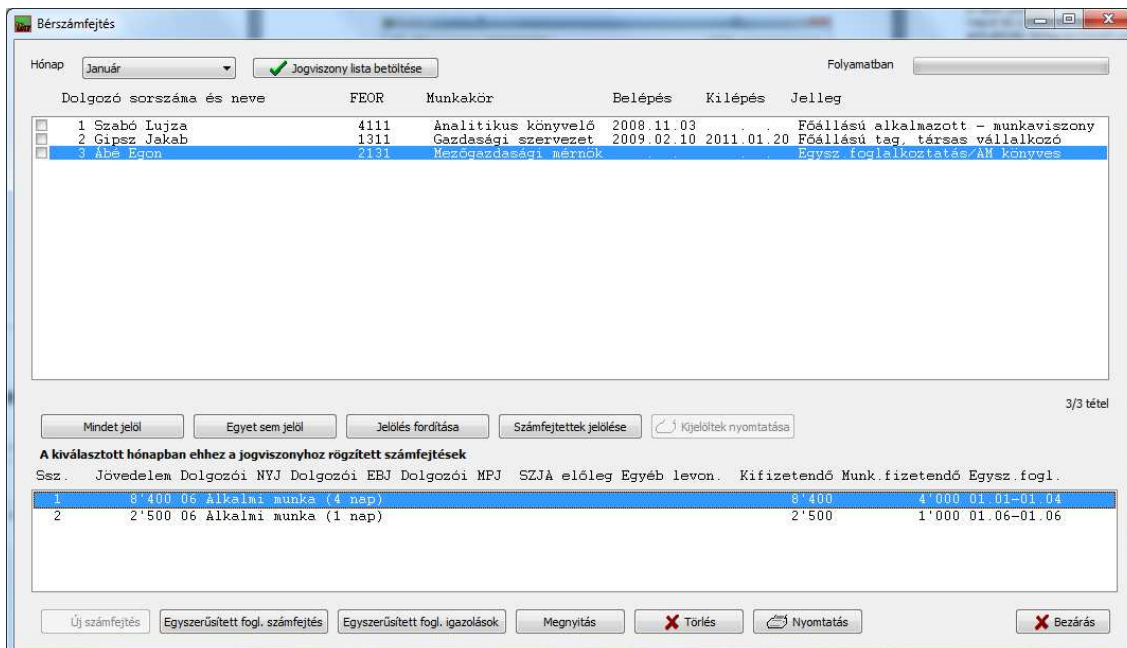 Bérszámfejtés
Hónap Január Jogviszony lista betöltése Folyamatban
Dolgozó sorszáma és neve FEOR Munkakör Belépés Kilépés Jelleg
1 Szabó Lujza 4111 Analitikus könyvelő 2008.11.03 . . Főállású alkalmazott - munkaviszony
2 Gipsz Jakab 1311 Gazdasági szervezet 2009.02.10 2011.01.20 Főállású tag, társas vállalkozó
3 Ábé Egon 2131 Mezőgazdasági mérnök . . . . Egysz.foglalkoztatás/AM könyves
3/3 tétel
Mindet jelöl Egyet sem jelöl Jelölés fordítása Számfejtettek jelölése Kijelöltek nyomtatása
A kiválasztott hónapban ehhez a jogviszonyhoz rögzített számfejtések
Ssz. Jövedelem Dolgozói NYJ Dolgozói EBJ Dolgozói MPJ SZJA előleg Egyéb levon. Kifizetendő Munk.fizetendő Egysz.fogl.
1 8'400 06 Alkalmi munka (4 nap) 8'400 4'000 01.01-01.04
2 2'500 06 Alkalmi munka (1 nap) 2'500 1'000 01.06-01.06
Új számfejtés Egyszerűsített fogl. számfejtés Egyszerűsített fogl. igazolások Megnyitás Törlés Nyomtatás Bezárás